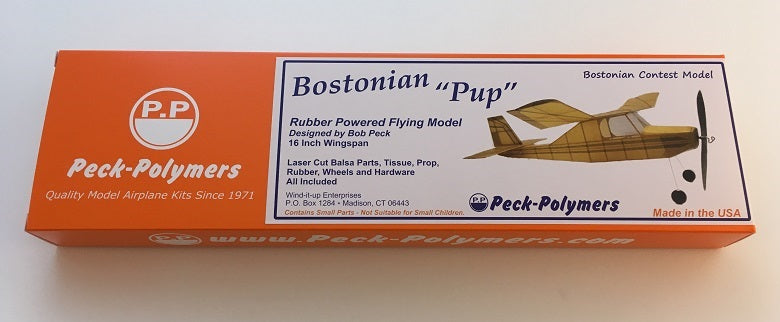 P.P
Peck-Polymers
Quality Model Airplane Kits Since 1971
Bostonian "Pup"
Bostonian Contest Model
Rubber Powered Flying Model
Designed by Bob Peck
16 Inch Wingspan
Laser Cut Balsa Parts, Tissue, Prop,
Rubber, Wheels and Hardware
All Included
Wind-it-up Enterprises
P.O. Box 1284 • Madison, CT 06443
Contains Small Parts - Not Suitable for Small Children.
P.P Peck-Polymers
Made in the USA
P.P www.Peck-Polymers.com